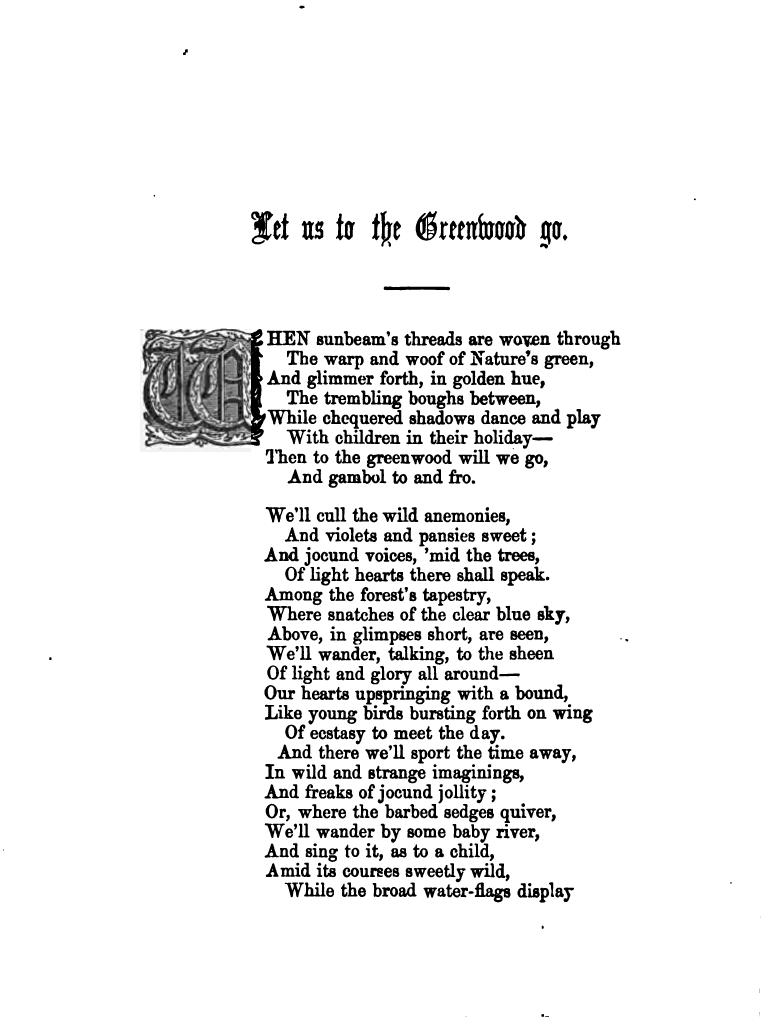 Let us to the Greenwood go.
WHEN sunbeam's threads are woven through
The warp and woof of Nature's green,
And glimmer forth, in golden hue,
The trembling boughs between,
While chequered shadows dance and play
With children in their holiday—
Then to the greenwood will we go,
And gambol to and fro.
We'll cull the wild anemonies,
And violets and pansies sweet;
And jocund voices, 'mid the trees,
Of light hearts there shall speak.
Among the forest's tapestry,
Where snatches of the clear blue sky,
Above, in glimpses short, are seen,
We'll wander, talking, to the sheen
Of light and glory all around—
Our hearts upspringing with a bound,
Like young birds bursting forth on wing
Of ecstasy to meet the day.
And there we'll sport the time away,
In wild and strange imaginings,
And freaks of jocund jollity;
Or, where the barbed sedges quiver,
We'll wander by some baby river,
And sing to it, as to a child,
Amid its courses sweetly wild,
While the broad water-flags display